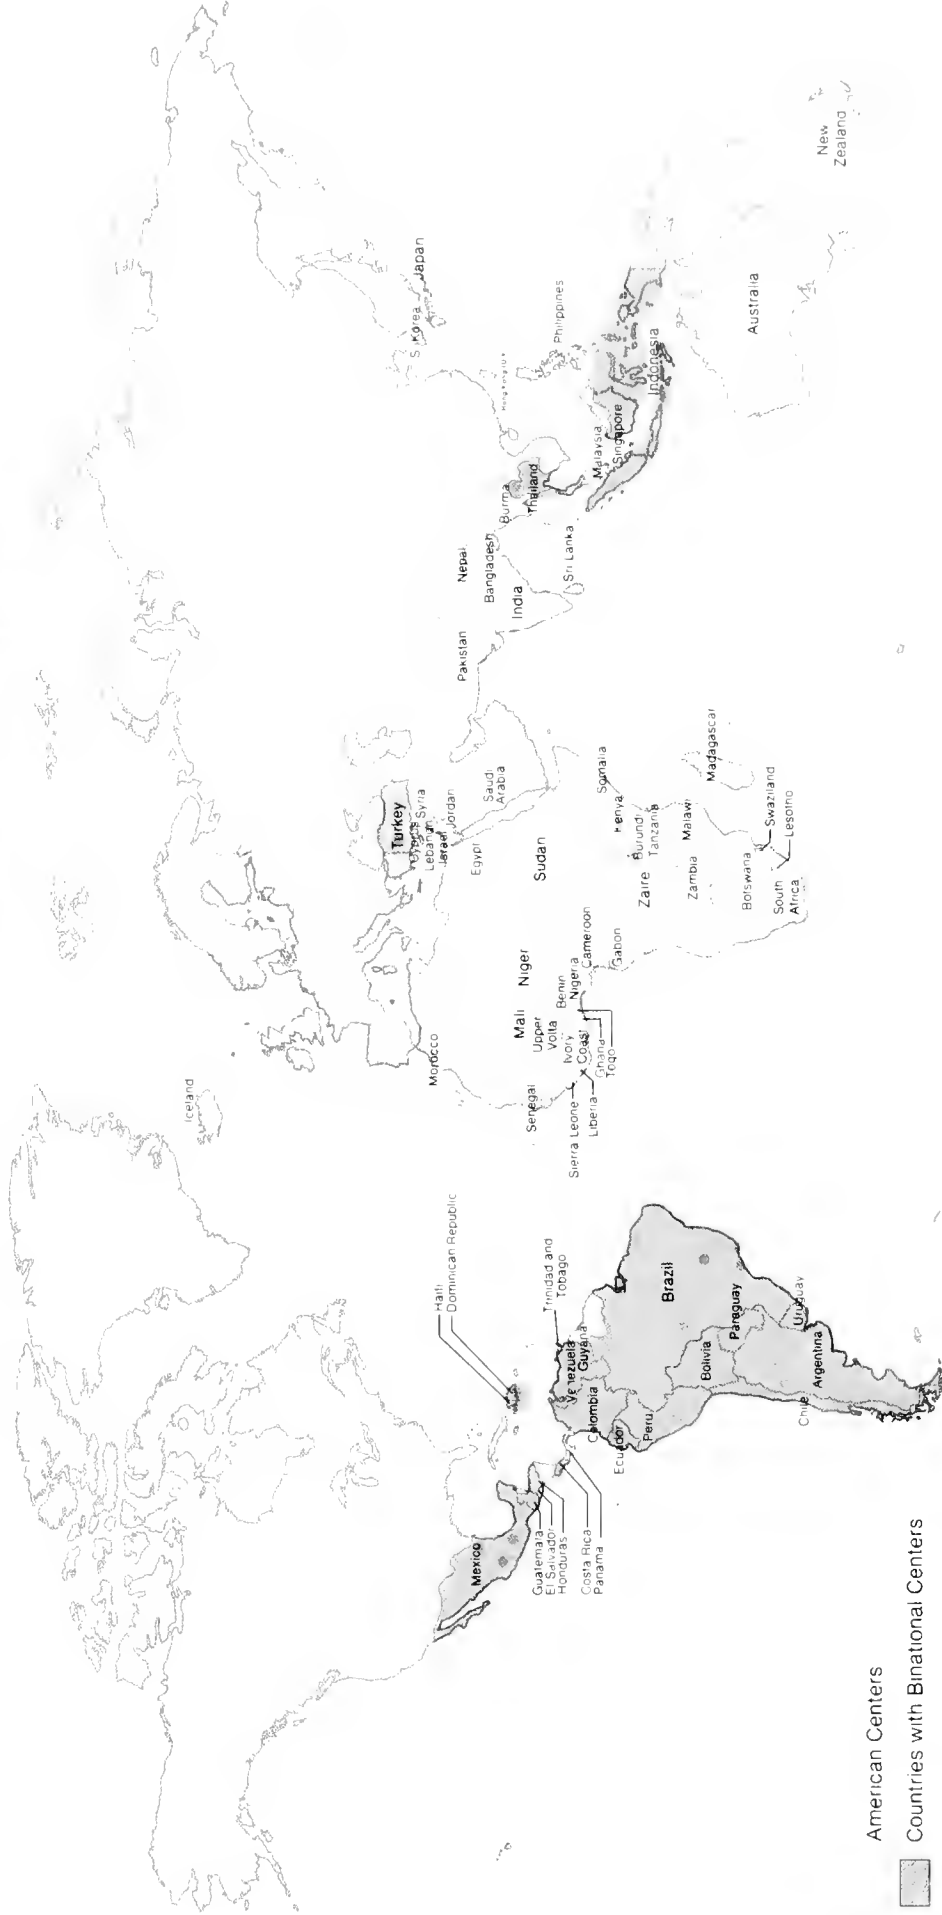 Iceland
Haiti
Dominican Republic
Trinidad and
Tobago
Mexico
Guatemala
El Salvador
Honduras
Costa Rica
Panama
Venezuela
Guyana
Colombia
Ecuador
Peru
Brazil
Bolivia
Paraguay
Uruguay
Argentina
Chile
Morocco
Senegal
Sierra Leone
Liberia
Mali
Niger
Upper
Volta
Ivory
Coast
Ghana
Togo
Benin
Nigeria
Cameroon
Gabon
Turkey
Cyprus
Syria
Lebanon
Israel
Jordan
Egypt
Saudi
Arabia
Sudan
Somalia
Kenya
Zaire
Burundi
Tanzania
Zambia
Malawi
Madagascar
Botswana
Swaziland
South
Africa
Lesotho
Pakistan
Nepal
Bangladesh
India
Sri Lanka
Burma
Thailand
Malaysia
Singapore
Indonesia
Philippines
S. Korea
Japan
Australia
New
Zealand
American Centers
Countries with Binational Centers